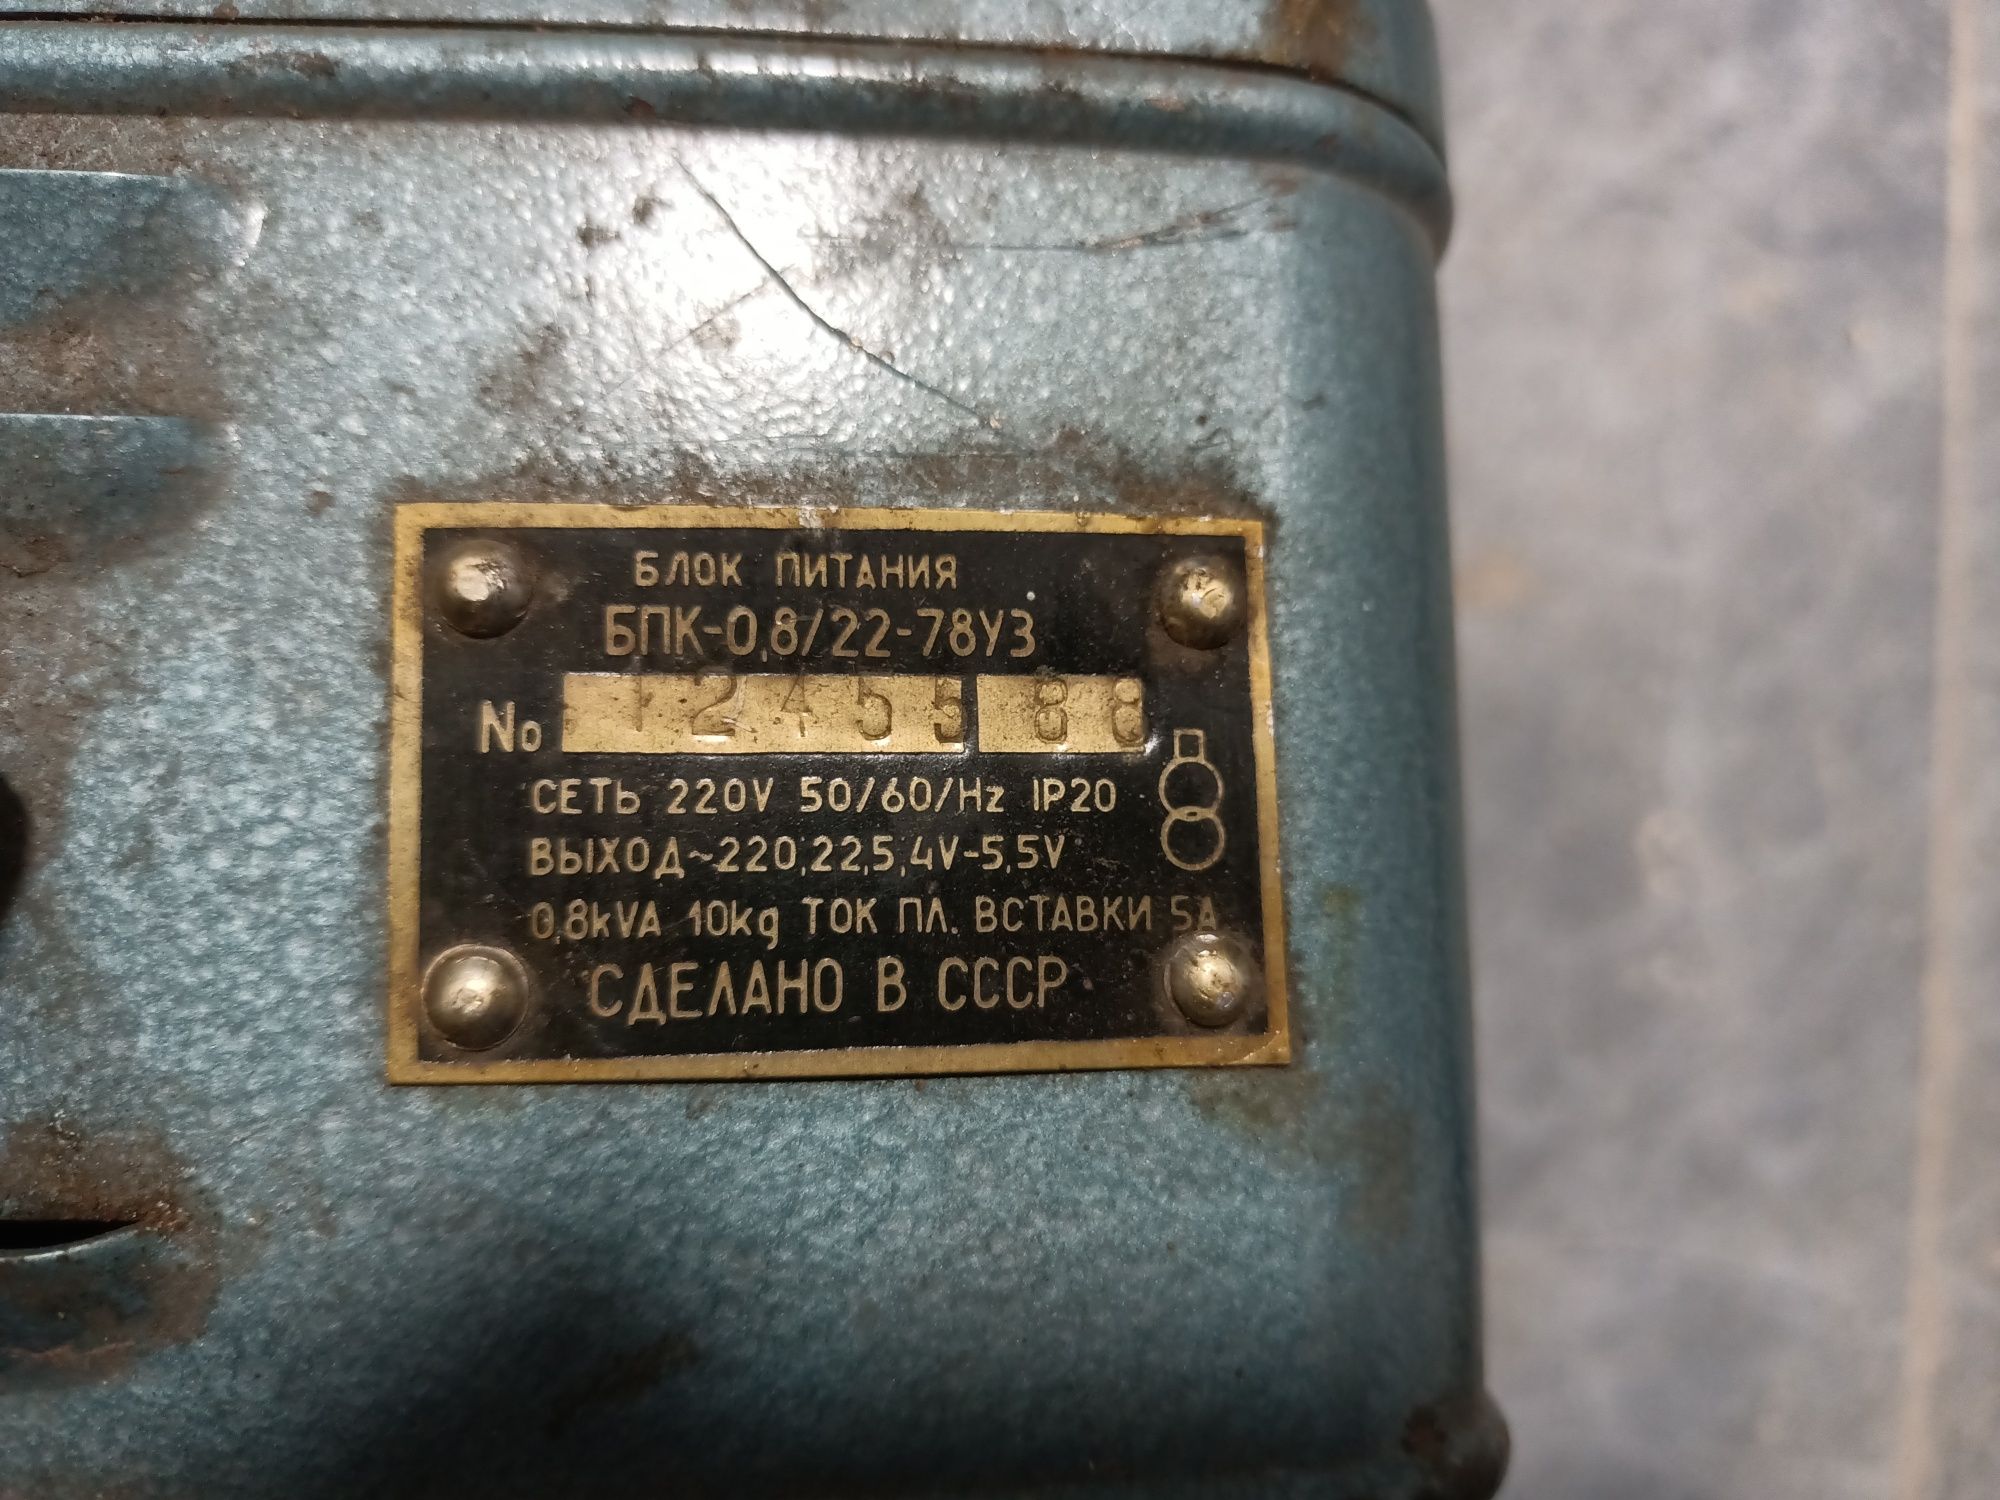 БЛОК ПИТАНИЯ
БПК-0,8/22-78У3
No 12455 88
СЕТЬ 220V 50/60/Hz IP20
ВЫХОД~220,22,5,4V-5,5V
0,8kVA 10kg ТОК ПЛ. ВСТАВКИ 5А
СДЕЛАНО В СССР